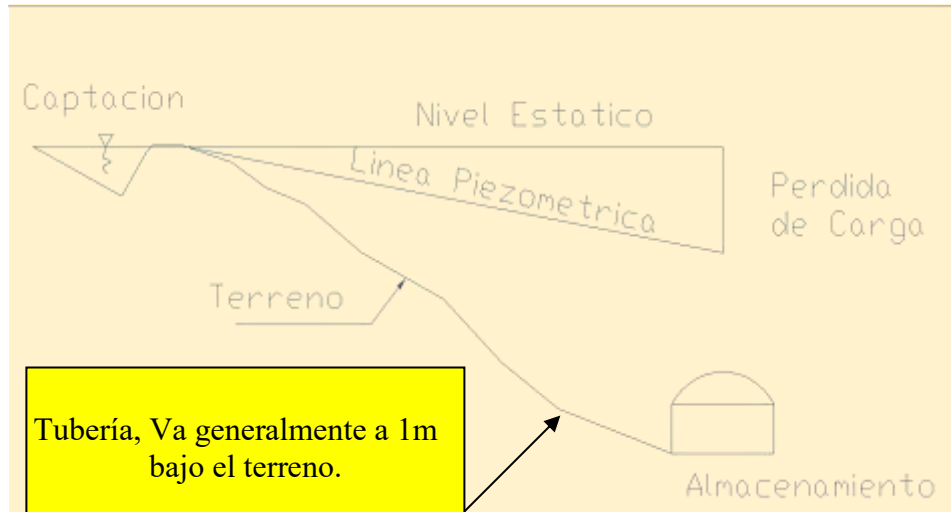 Captacion
Nivel Estatico
Linea Piezometrica
Perdida
de Carga
Terreno
Tubería, Va generalmente a 1m
bajo el terreno.
Almacenamiento